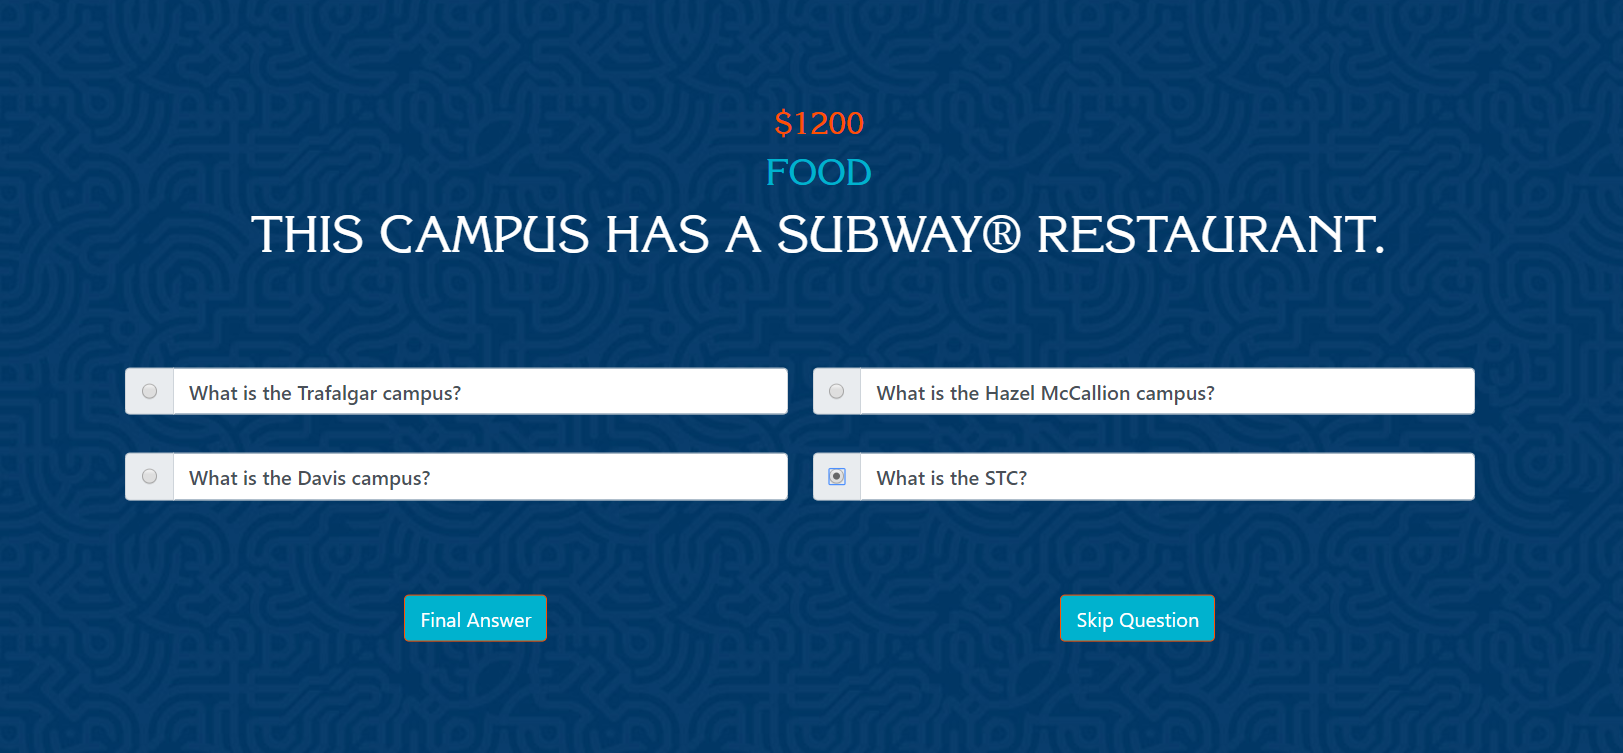 $1200
FOOD
THIS CAMPUS HAS A SUBWAY® RESTAURANT.
What is the Trafalgar campus?
What is the Hazel McCallion campus?
What is the Davis campus?
What is the STC?
Final Answer
Skip Question